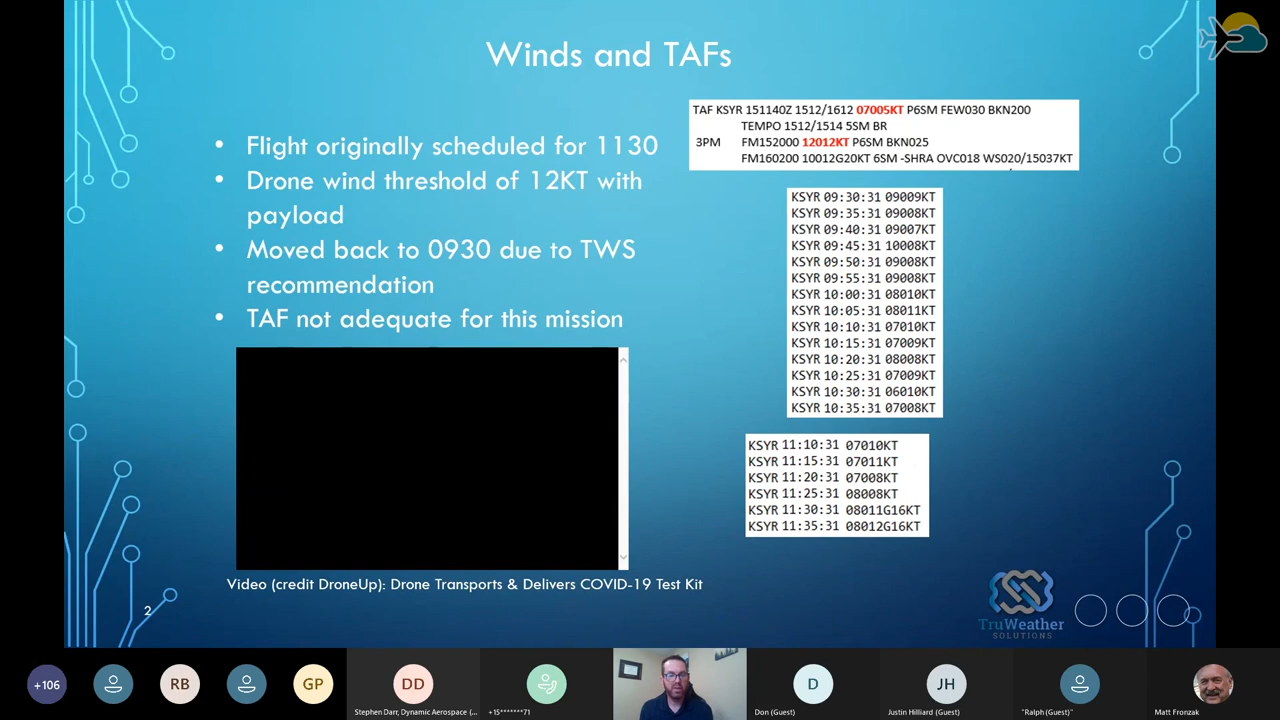 Winds and TAFs
• Flight originally scheduled for 1130
• Drone wind threshold of 12KT with
payload
• Moved back to 0930 due to TWS
recommendation
• TAF not adequate for this mission
TAF KSYR 151140Z 1512/1612 07005KT P6SM FEW030 BKN200
TEMPO 1512/1514 5SM BR
3PM FM152000 12012KT P6SM BKN025
FM160200 10012G20KT 6SM -SHRA OVC018 WS020/15037KT
KSYR 09:30:31 09009KT
KSYR 09:35:31 09008KT
KSYR 09:40:31 09007KT
KSYR 09:45:31 10008KT
KSYR 09:50:31 09008KT
KSYR 09:55:31 09008KT
KSYR 10:00:31 08010KT
KSYR 10:05:31 08011KT
KSYR 10:10:31 07010KT
KSYR 10:15:31 07009KT
KSYR 10:20:31 08008KT
KSYR 10:25:31 07009KT
KSYR 10:30:31 06010KT
KSYR 10:35:31 07008KT
KSYR 11:10:31 07010KT
KSYR 11:15:31 07011KT
KSYR 11:20:31 07008KT
KSYR 11:25:31 08008KT
KSYR 11:30:31 08011G16KT
KSYR 11:35:31 08012G16KT
Video (credit DroneUp): Drone Transports & Delivers COVID-19 Test Kit
2
TruWeather
SOLUTIONS
+106
RB
GP
DD
D
JH
Stephen Darr, Dynamic Aerospace (...
+15*******71
Don (Guest)
Justin Hilliard (Guest)
"Ralph (Guest)"
Matt Fronzak